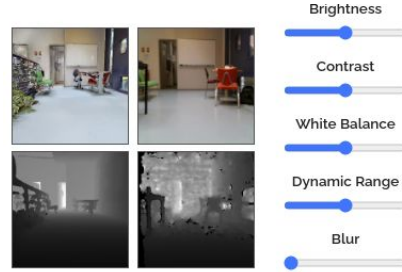 Brightness
Contrast
White Balance
Dynamic Range
Blur